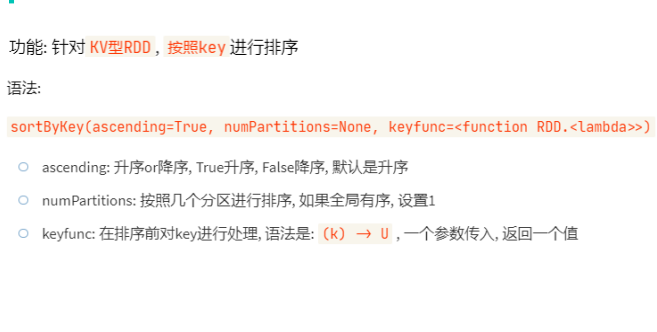 功能: 针对KV型RDD, 按照key进行排序
语法:
sortByKey(ascending=True, numPartitions=None, keyfunc=<function RDD.<lambda>>)
ascending: 升序or降序, True升序, False降序, 默认是升序
numPartitions: 按照几个分区进行排序, 如果全局有序, 设置1
keyfunc: 在排序前对key进行处理, 语法是: (k) → U, 一个参数传入, 返回一个值